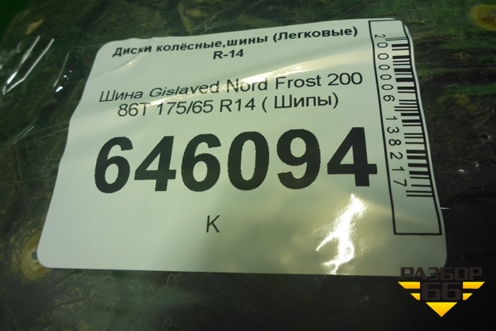 Диски колёсные,шины (Легковые)
R-14
Шина Gislaved Nord Frost 200
86T 175/65 R14 ( Шипы)
646094
К
2000006138217
РАЗБОР
66